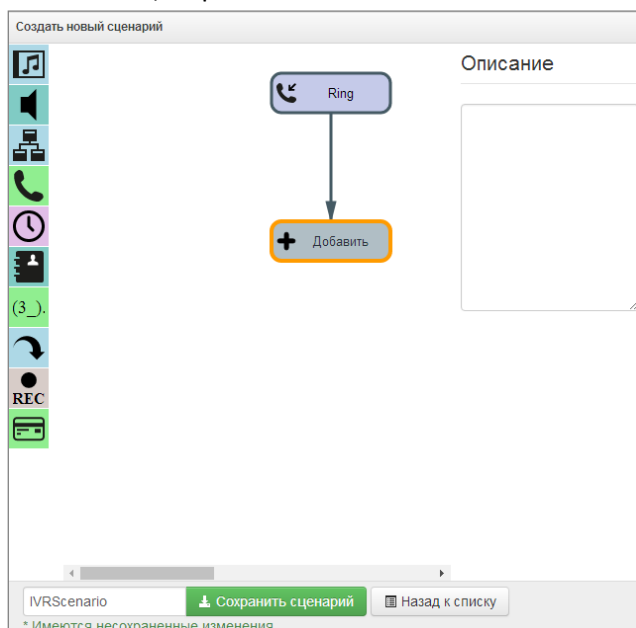 Создать новый сценарий
Описание
Ring
Добавить
(3_).
REC
IVRScenario
Сохранить сценарий
Назад к списку
* Имеются несохраненные изменения